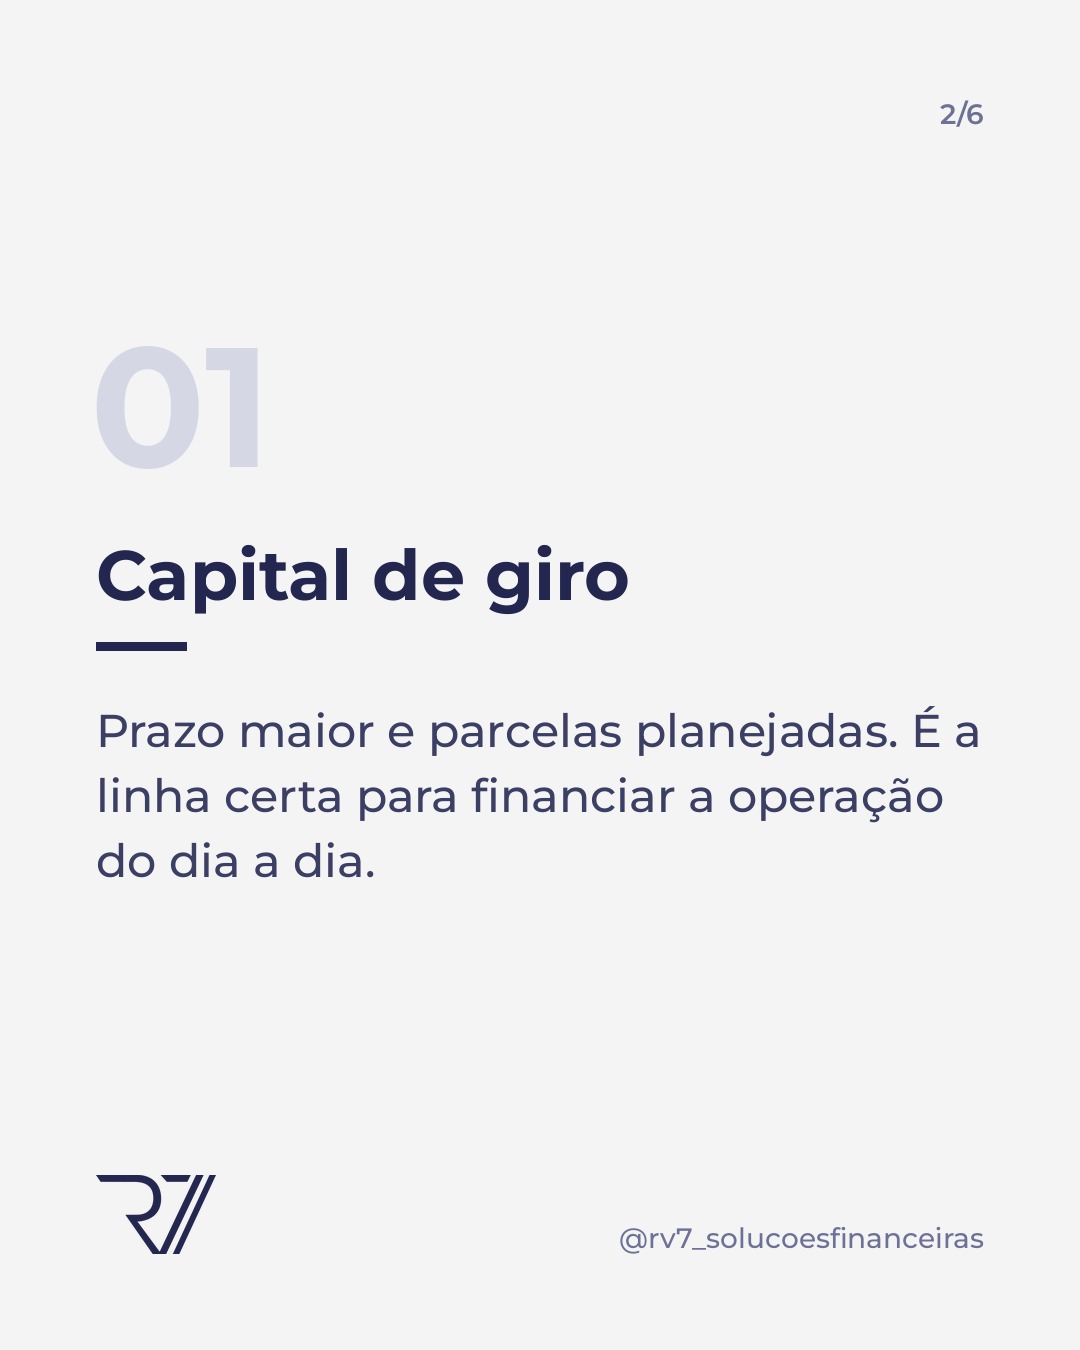 2/6
01
Capital de giro
Prazo maior e parcelas planejadas. É a
linha certa para financiar a operação
do dia a dia.
RV7
@rv7_solucoesfinanceiras